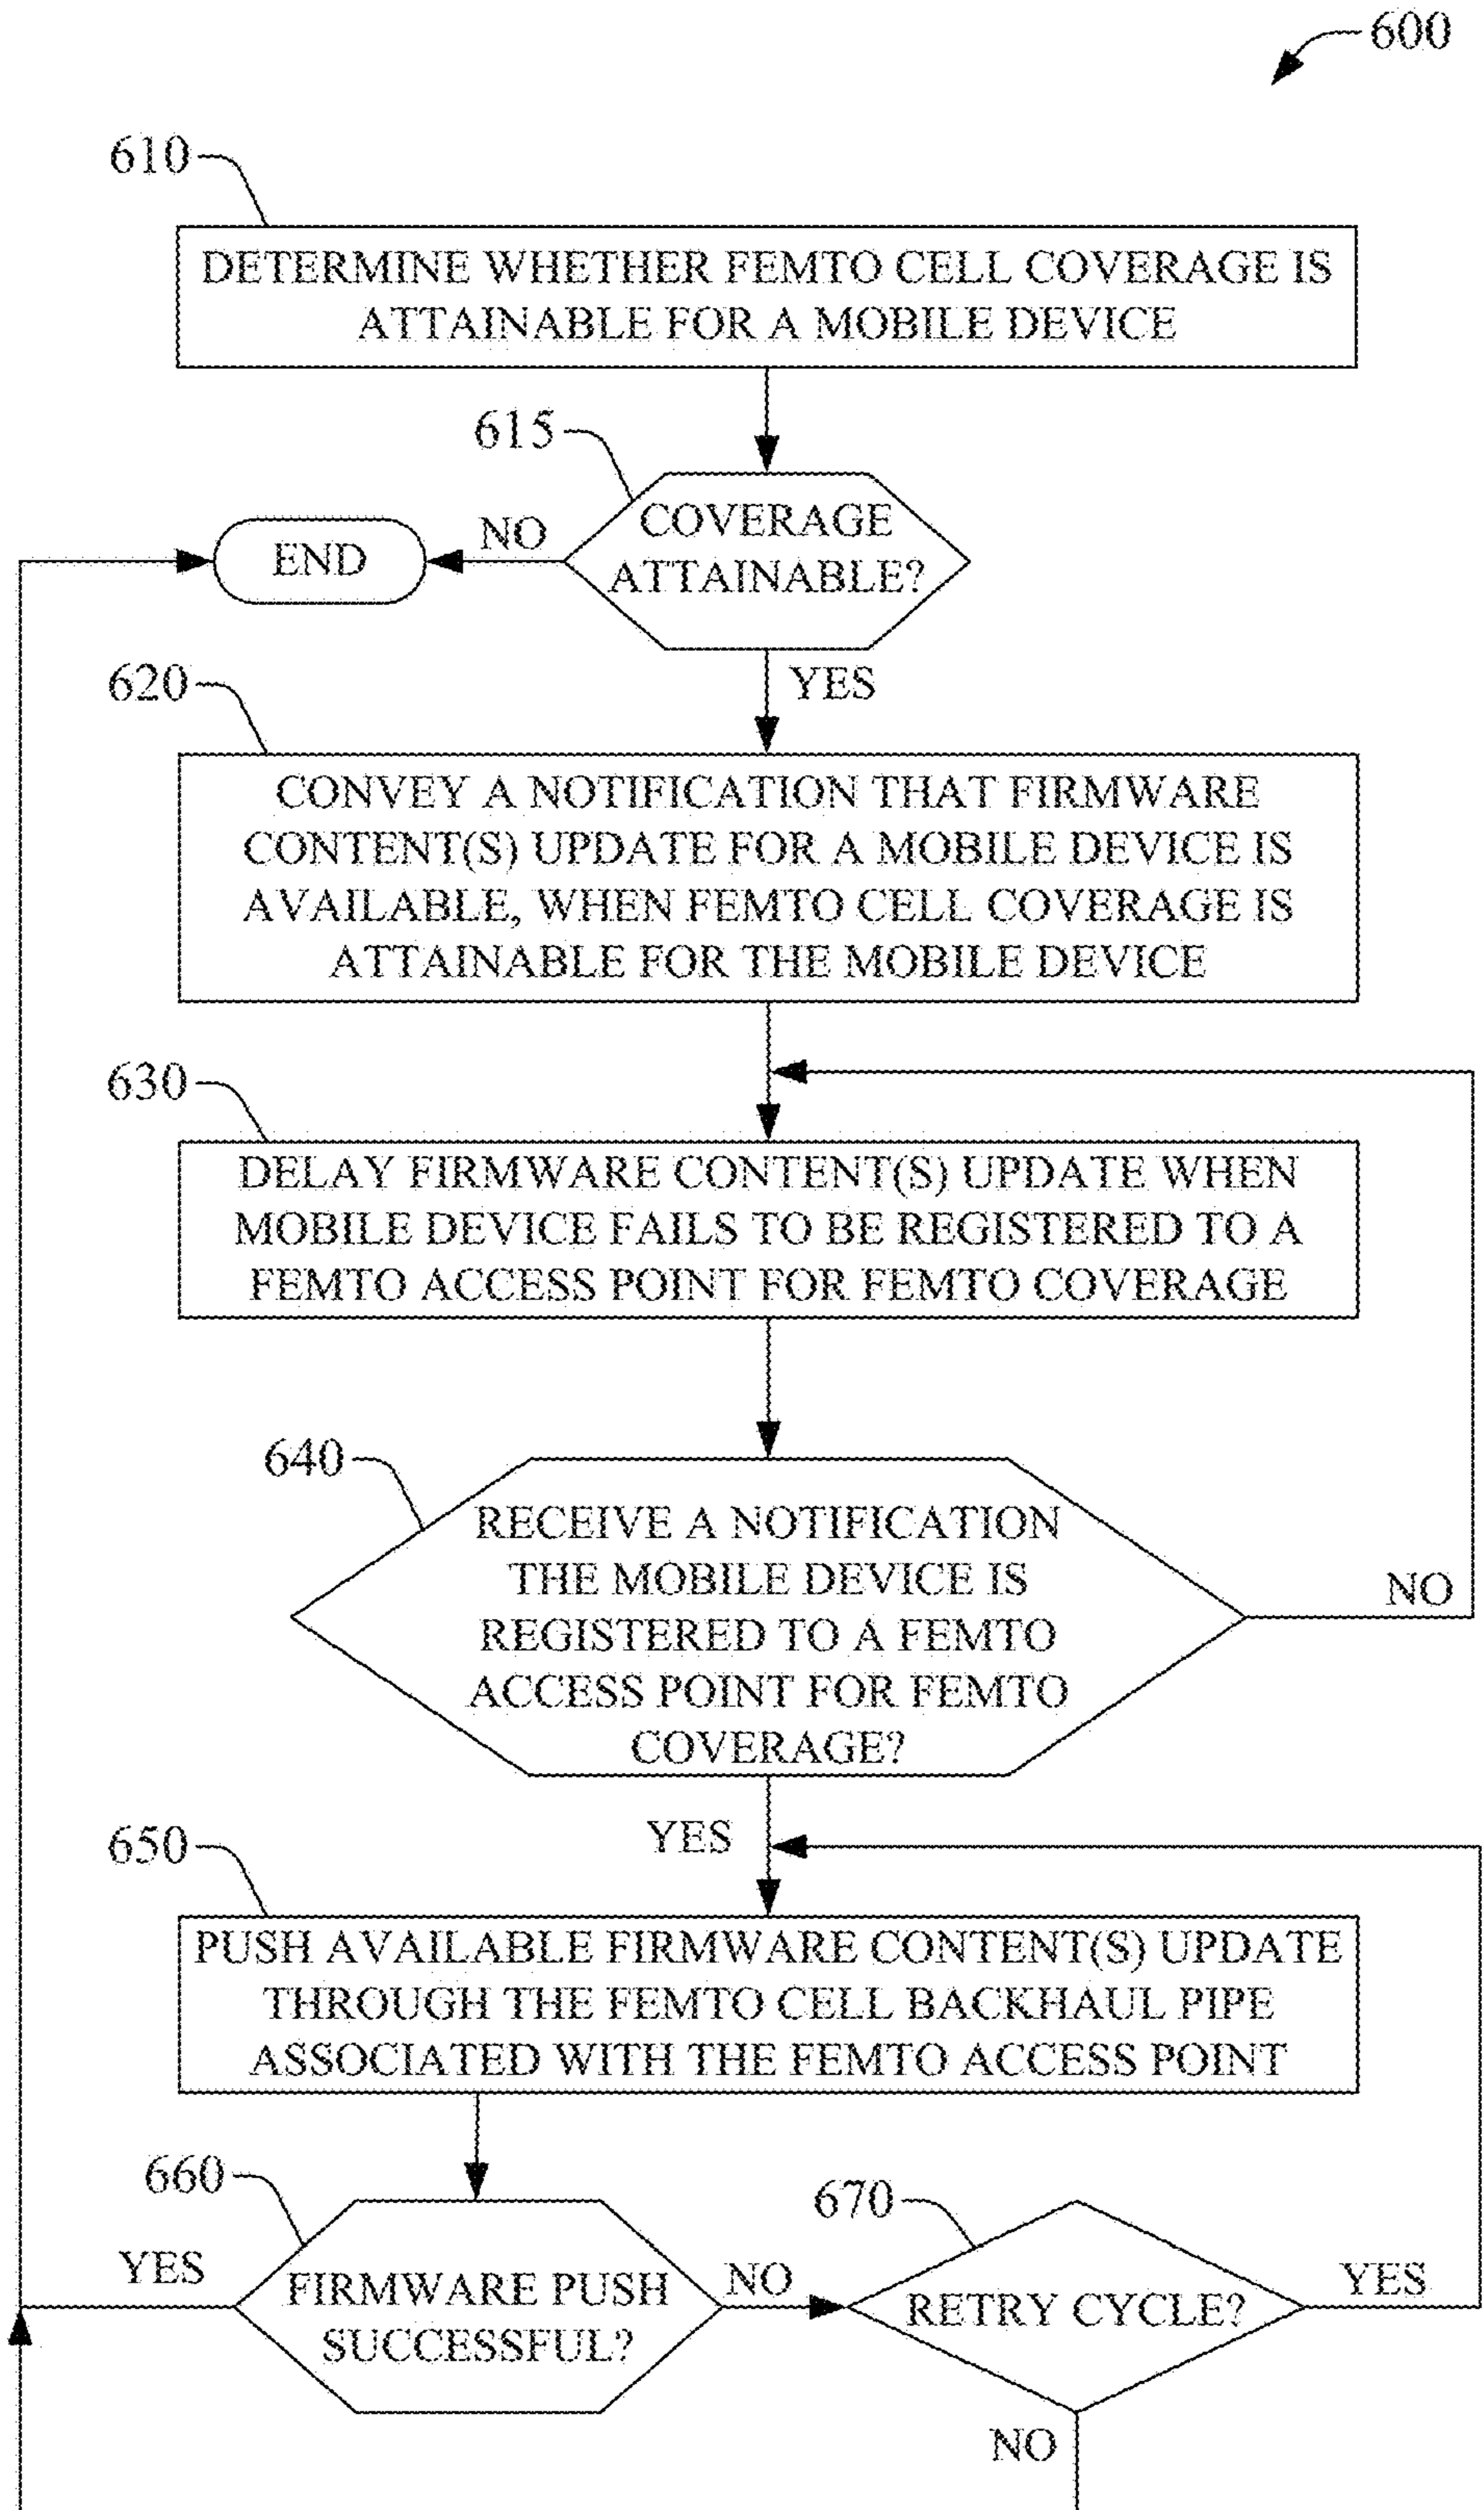 600
610
DETERMINE WHETHER FEMTO CELL COVERAGE IS
ATTAINABLE FOR A MOBILE DEVICE
615
COVERAGE
ATTAINABLE?
NO
END
YES
620
CONVEY A NOTIFICATION THAT FIRMWARE
CONTENT(S) UPDATE FOR A MOBILE DEVICE IS
AVAILABLE, WHEN FEMTO CELL COVERAGE IS
ATTAINABLE FOR THE MOBILE DEVICE
630
DELAY FIRMWARE CONTENT(S) UPDATE WHEN
MOBILE DEVICE FAILS TO BE REGISTERED TO A
FEMTO ACCESS POINT FOR FEMTO COVERAGE
640
RECEIVE A NOTIFICATION
THE MOBILE DEVICE IS
REGISTERED TO A FEMTO
ACCESS POINT FOR FEMTO
COVERAGE?
NO
YES
650
PUSH AVAILABLE FIRMWARE CONTENT(S) UPDATE
THROUGH THE FEMTO CELL BACKHAUL PIPE
ASSOCIATED WITH THE FEMTO ACCESS POINT
660
YES
FIRMWARE PUSH
SUCCESSFUL?
NO
670
RETRY CYCLE?
YES
NO